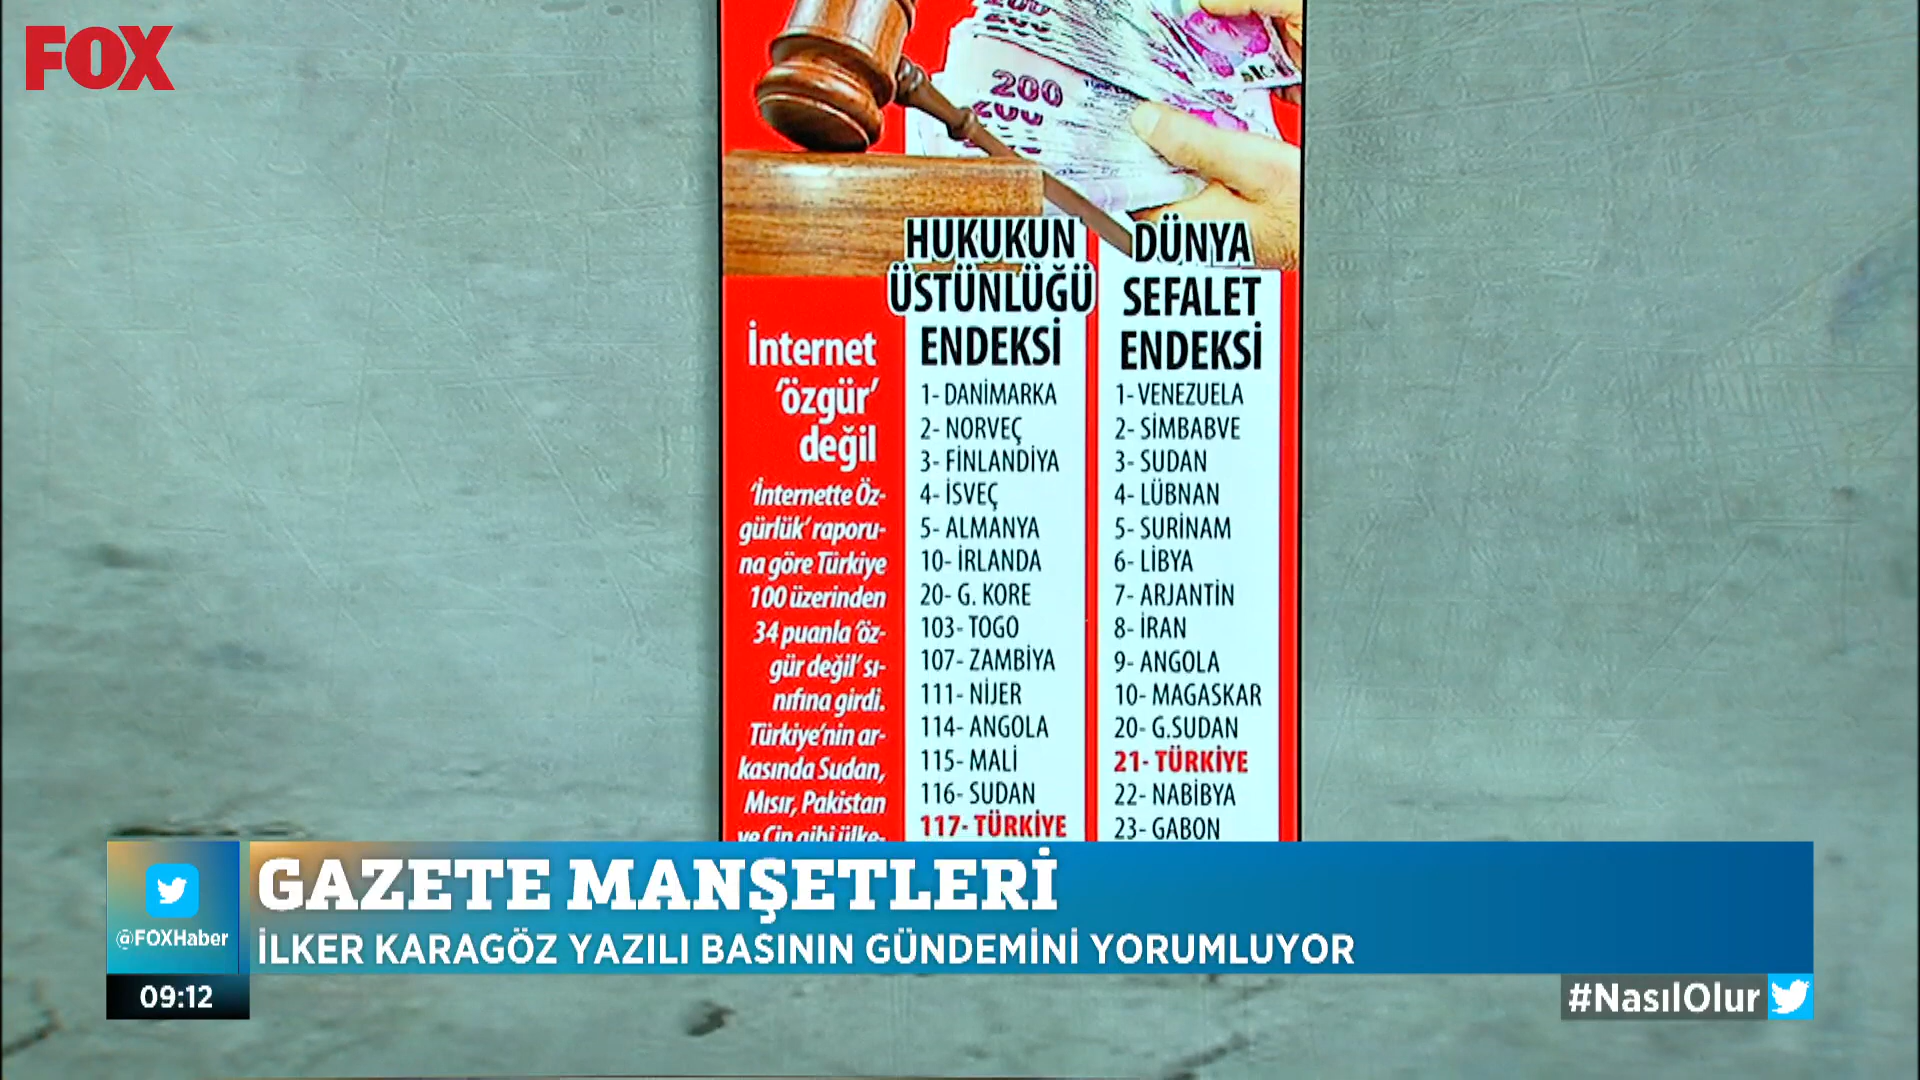 FOX
200
200
İnternet
‘özgür’
değil
‘İnternette Öz-
gürlük’ raporu-
na göre Türkiye
100 üzerinden
34 puanla ‘öz-
gür değil’ sı-
nıfına girdi.
Türkiye’nin ar-
kasında Sudan,
Mısır, Pakistan
ve Çin gibi ülke-
HUKUKUN
ÜSTÜNLÜĞÜ
ENDEKSİ
1- DANİMARKA
2- NORVEÇ
3- FİNLANDİYA
4- İSVEÇ
5- ALMANYA
10- İRLANDA
20- G. KORE
103- TOGO
107- ZAMBİYA
111- NİJER
114- ANGOLA
115- MALİ
116- SUDAN
117- TÜRKİYE
DÜNYA
SEFALET
ENDEKSİ
1- VENEZUELA
2- SİMBABVE
3- SUDAN
4- LÜBNAN
5- SURİNAM
6- LİBYA
7- ARJANTİN
8- İRAN
9- ANGOLA
10- MAGASKAR
20- G.SUDAN
21- TÜRKİYE
22- NABİBYA
23- GABON
GAZETE MANŞETLERİ
@FOXHaber
İLKER KARAGÖZ YAZILI BASININ GÜNDEMİNİ YORUMLUYOR
09:12
#NasılOlur